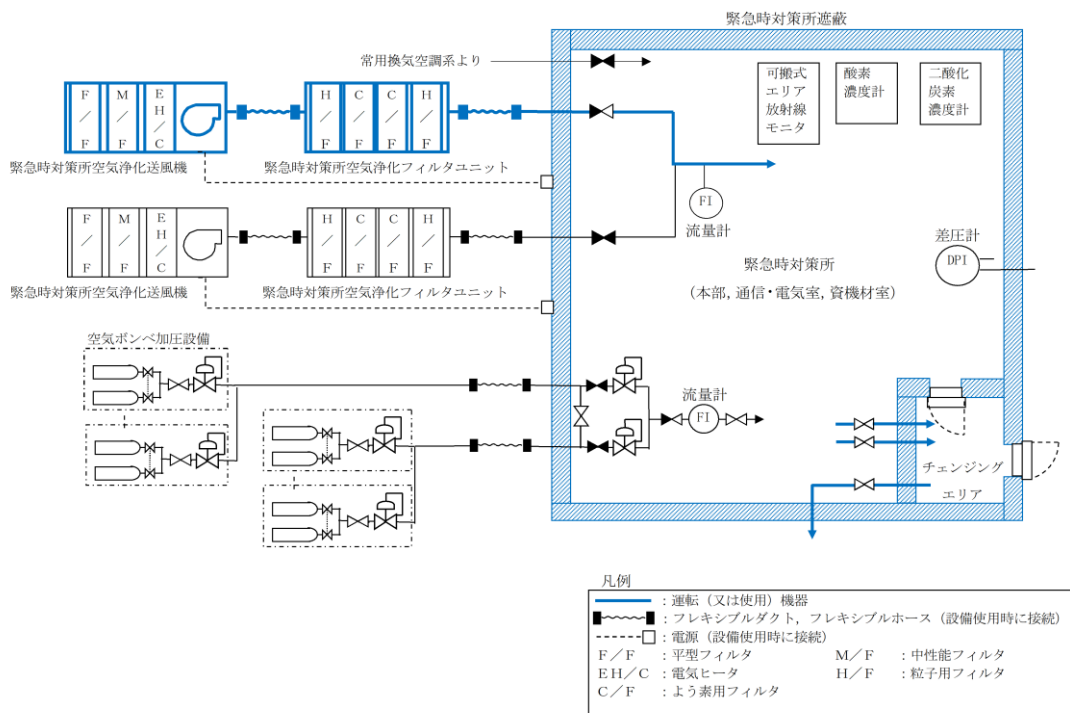 緊急時対策所遮蔽
常用換気空調系より
可搬式
エリア
放射線
モニタ
酸素
濃度計
二酸化
炭素
濃度計
F/F
M/F
EH/C
H/F
C/F
C/F
H/F
緊急時対策所空気浄化送風機
緊急時対策所空気浄化フィルタユニット
FI
流量計
F/F
M/F
EH/C
H/F
C/F
C/F
H/F
緊急時対策所空気浄化送風機
緊急時対策所空気浄化フィルタユニット
差圧計
DPI
緊急時対策所
(本部, 通信・電気室, 資機材室)
空気ボンベ加圧設備
流量計
FI
チェンジング
エリア
凡例
:運転(又は使用)機器
:フレキシブルダクト, フレキシブルホース(設備使用時に接続)
:電源(設備使用時に接続)
F/F :平型フィルタ M/F :中性能フィルタ
EH/C :電気ヒータ H/F :粒子用フィルタ
C/F :よう素用フィルタ